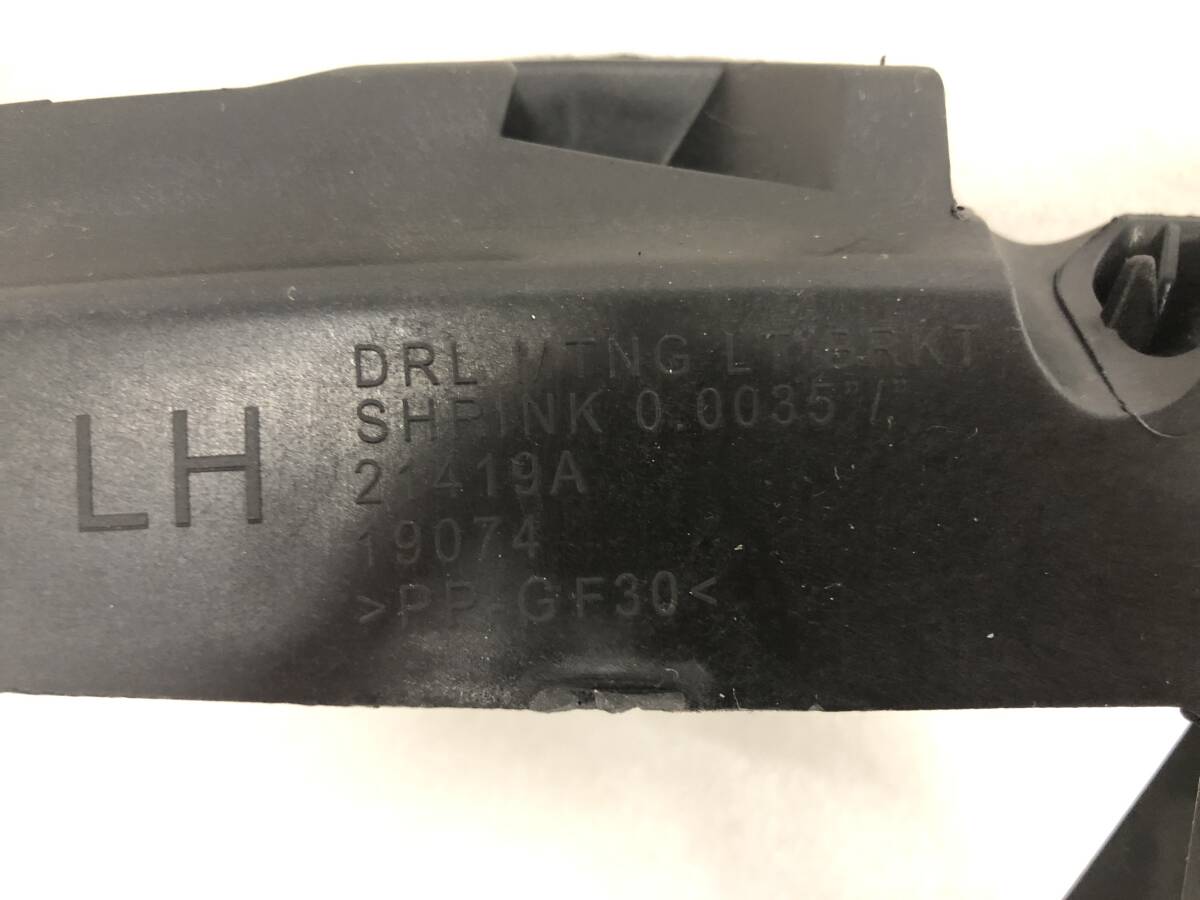 LH
DRL MTNG LT BRKT
SHRINK 0.0035"/"
21419A
19074
>PP-GF30<